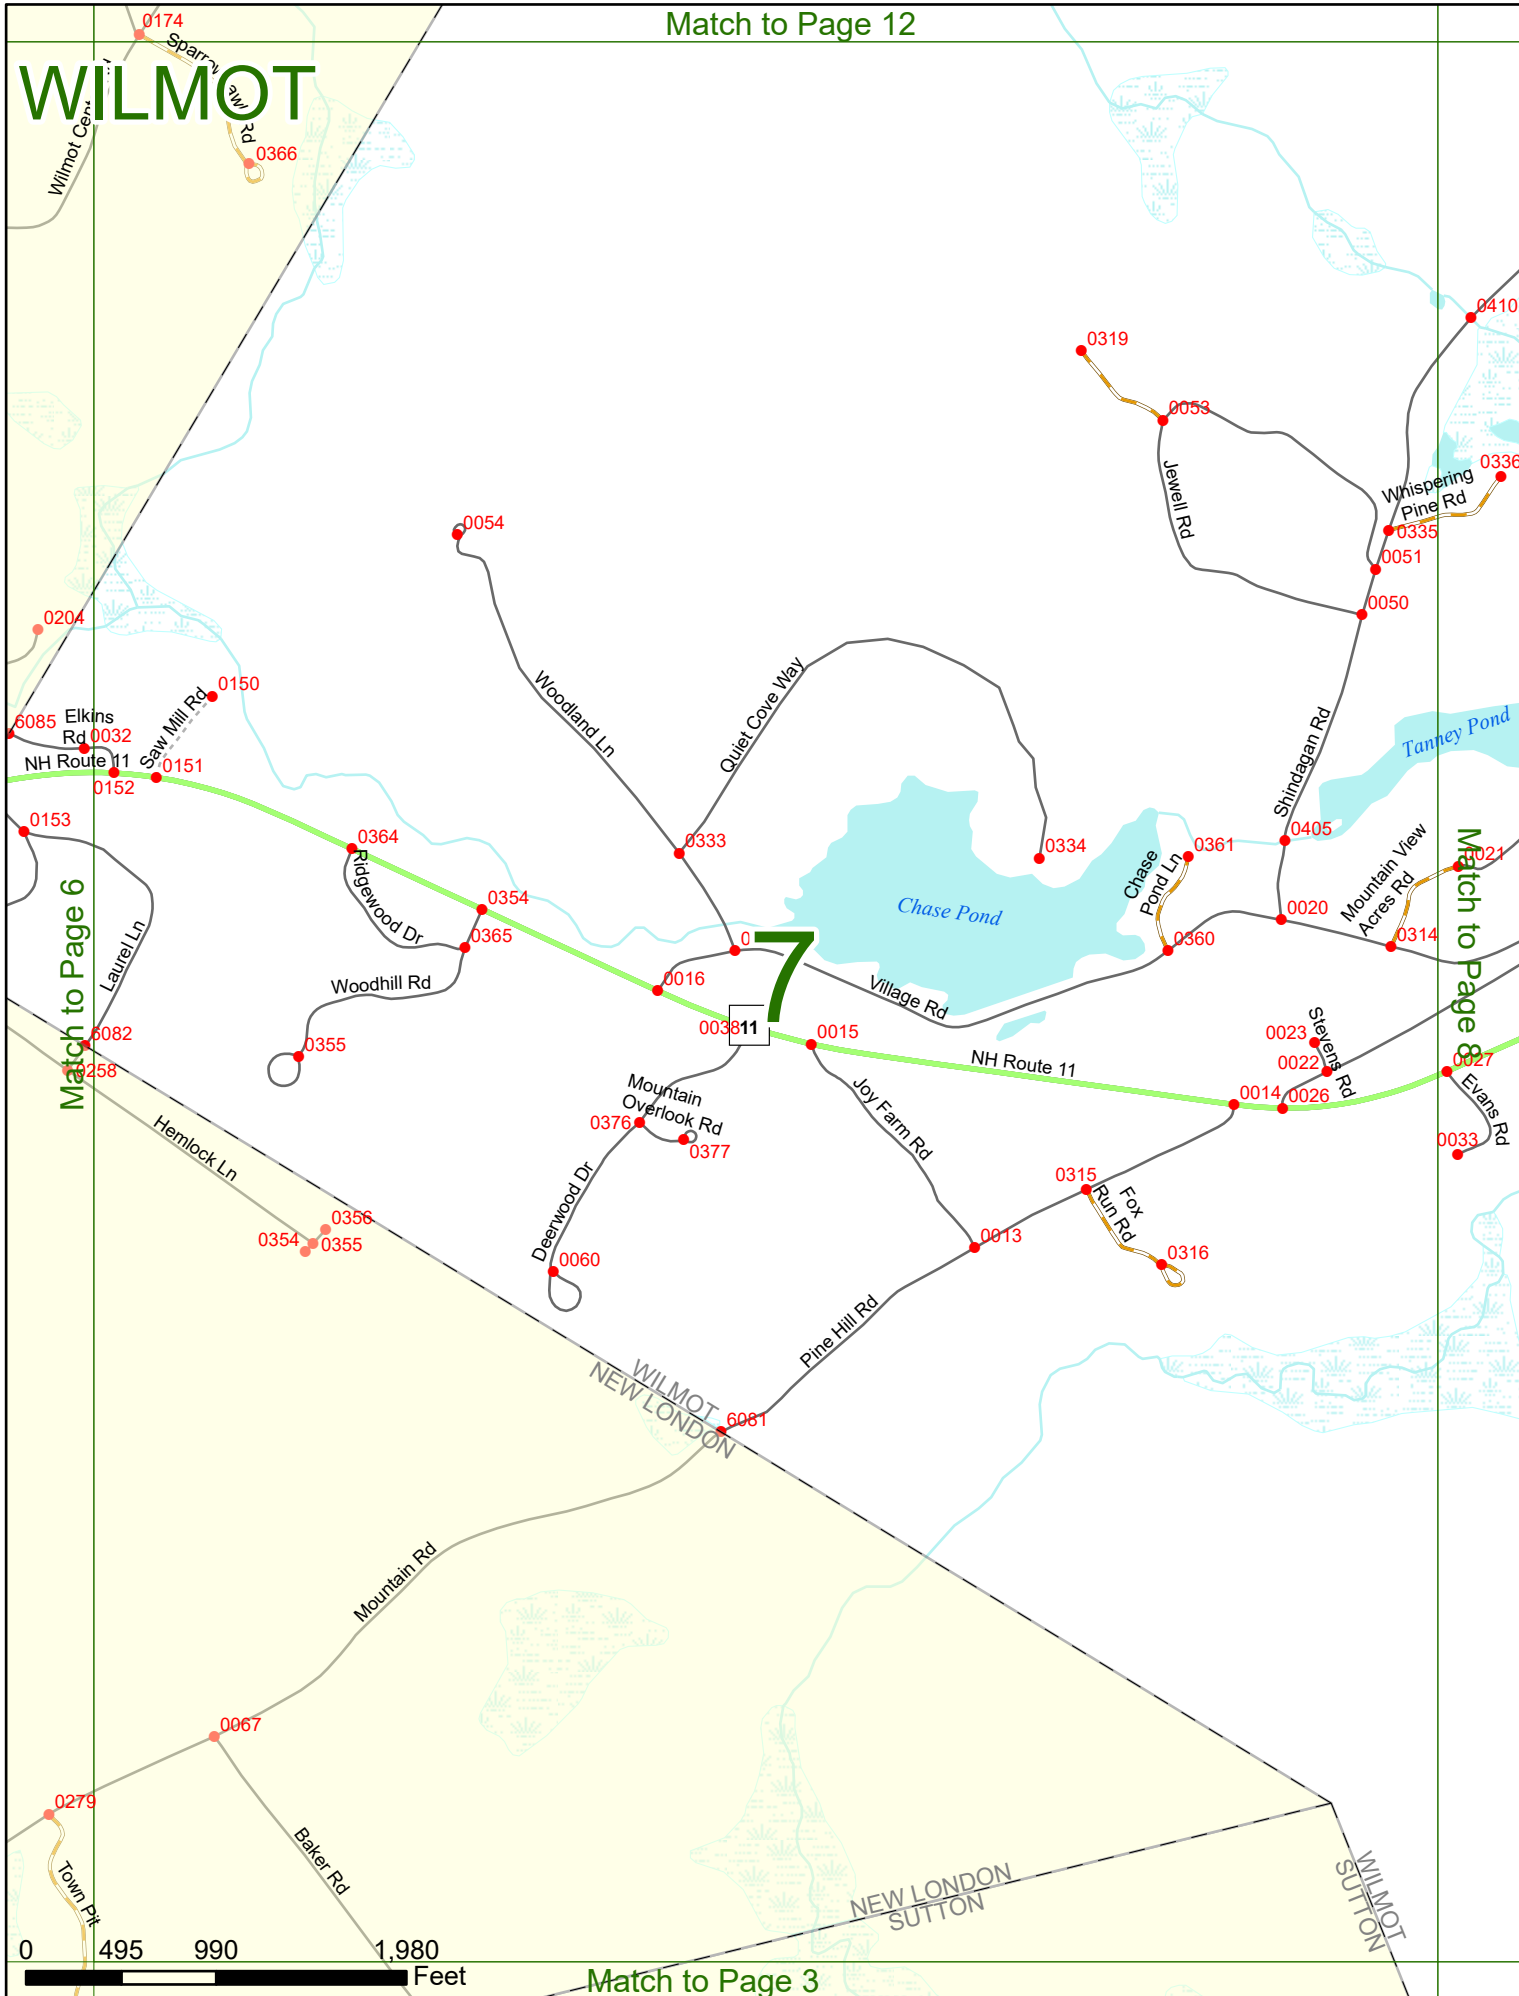 Match to Page 12
0174
WILMOT
0366
0410
0319
0053
Jewell Rd
Whispering
Pine Rd
0336
0335
0051
0050
0054
0204
Saw Mill Rd
0150
6085
Elkins
Rd
0032
NH Route 11
0152
0151
Woodland Ln
Quiet Cove Way
Shindagan Rd
Tanney Pond
0153
0364
0333
0334
Chase
Pond Ln
0361
0405
Mountain View
Acres Rd
0021
Match to Page 6
Match to Page 8
Laurel Ln
Ridgewood Dr
0354
0365
Chase Pond
0020
0314
0360
Woodhill Rd
0016
7
Village Rd
6082
0258
0355
0038
11
0015
NH Route 11
0023
Stevens Rd
0022
0027
Mountain
Overlook Rd
0376
0377
Joy Farm Rd
0014
0026
Evans Rd
0033
Hemlock Ln
Deerwood Dr
0315
Fox
Run Rd
0356
0354
0355
0013
0316
0060
Pine Hill Rd
WILMOT
NEW LONDON
6081
Mountain Rd
0067
0279
Baker Rd
Town Pit
NEW LONDON
SUTTON
WILMOT
SUTTON
0 495 990 1,980
Feet
Match to Page 3